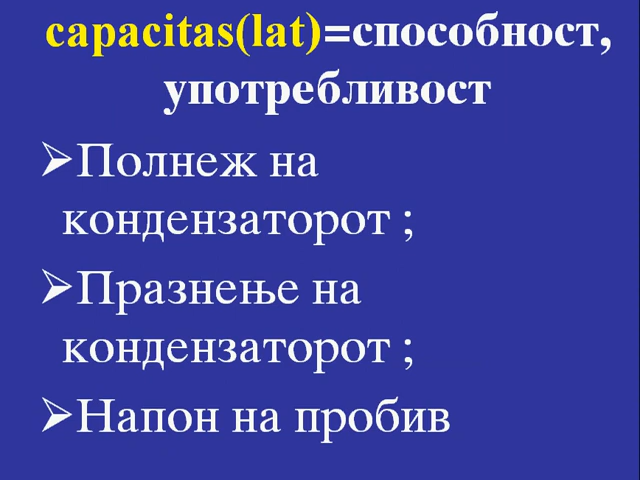 capacitas(lat)=способност,
употребливост
➢Полнеж на
кондензаторот ;
➢Празнење на
кондензаторот ;
➢Напон на пробив